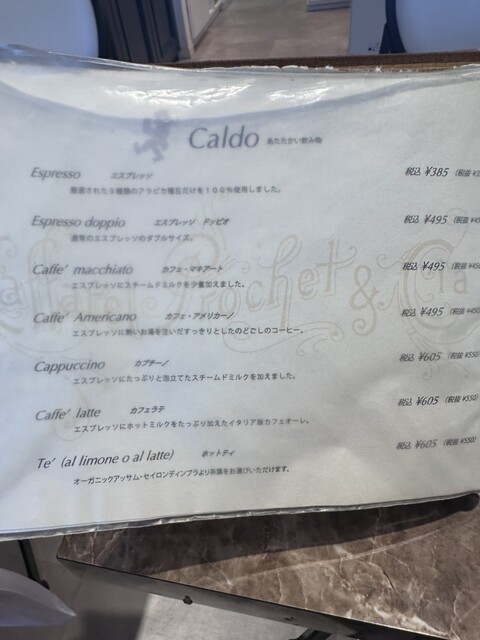 Caldo あたたかい飲み物
Espresso エスプレッソ 税込 ¥385
厳選された9種類のアラビカ種豆だけを100%使用しました。
Espresso doppio エスプレッソ ドッピオ 税込 ¥495
通常のエスプレッソのダブルサイズ。
Caffe' macchiato カフェ・マキアート 税込 ¥495
エスプレッソにスチームドミルクを少量加えました。
Caffe' Americano カフェ・アメリカーノ 税込 ¥495
エスプレッソに熱いお湯を注いだすっきりとしたのどごしのコーヒー。
Cappuccino カプチーノ 税込 ¥605 (税抜 ¥550)
エスプレッソにたっぷりと泡立てたスチームドミルクを加えました。
Caffe' latte カフェラテ 税込 ¥605 (税抜 ¥550)
エスプレッソにホットミルクをたっぷり加えたイタリア版カフェオーレ。
Te' (al limone o al latte) ホットティ 税込 ¥605 (税抜 ¥550)
オーガニックアッサム・セイロンディンブラより茶葉をお選びいただけます。
Caffarel Prochet & Cia